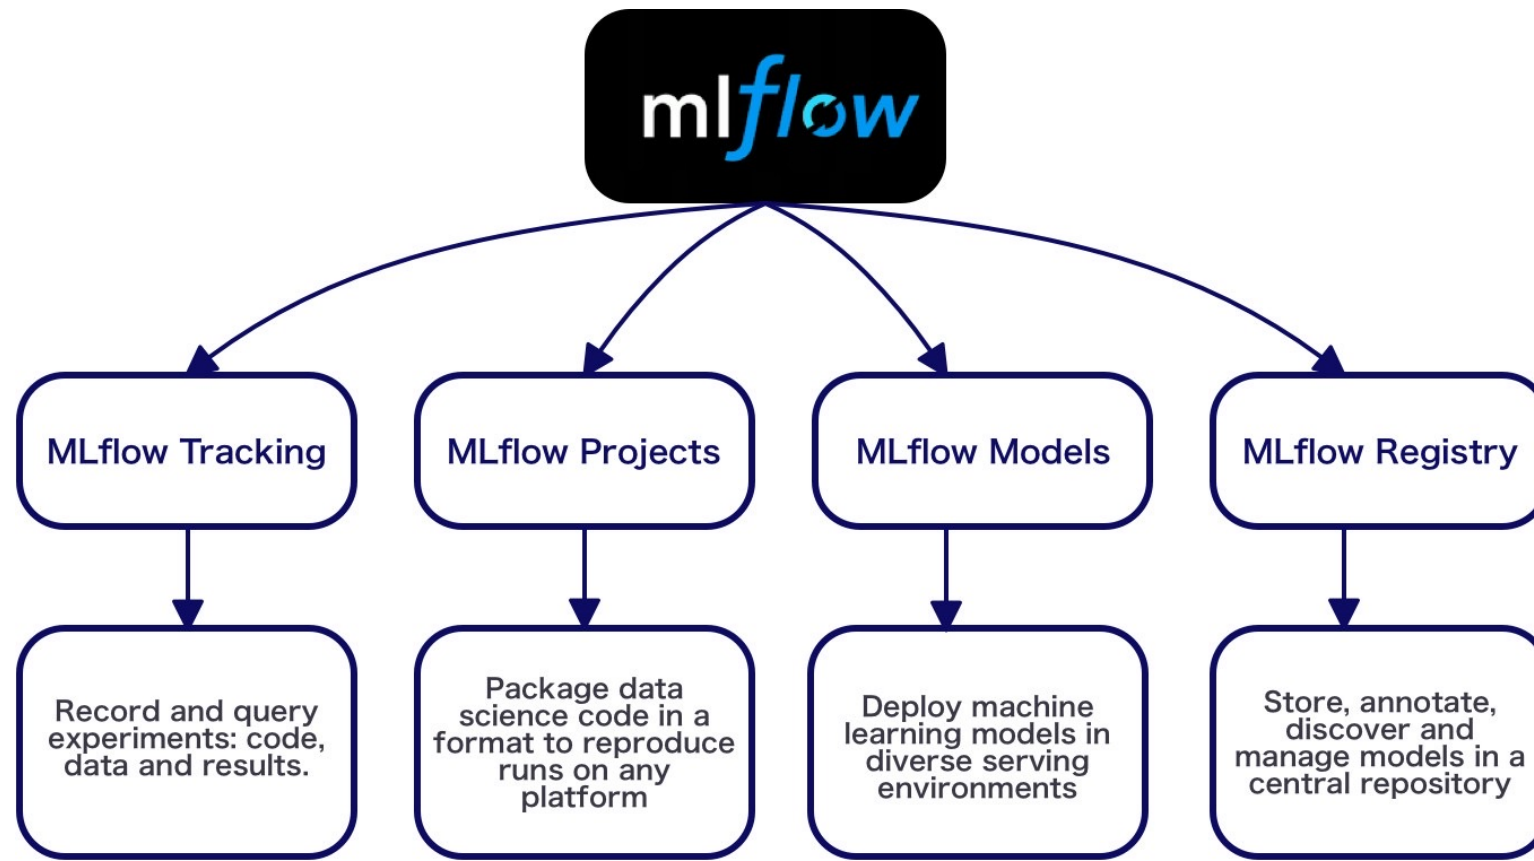 mlflow
MLflow Tracking
MLflow Projects
MLflow Models
MLflow Registry
Record and query
experiments: code,
data and results.
Package data
science code in a
format to reproduce
runs on any
platform
Deploy machine
learning models in
diverse serving
environments
Store, annotate,
discover and
manage models in a
central repository